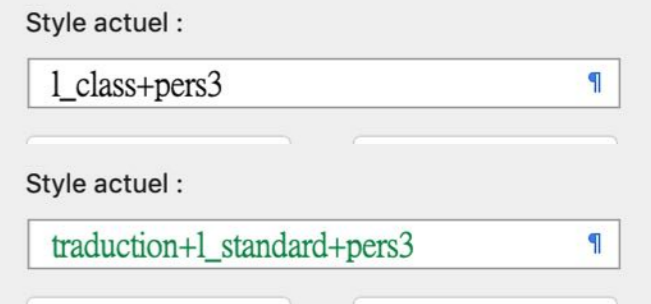 Style actuel :
l_class+pers3 ¶
Style actuel :
traduction+l_standard+pers3 ¶